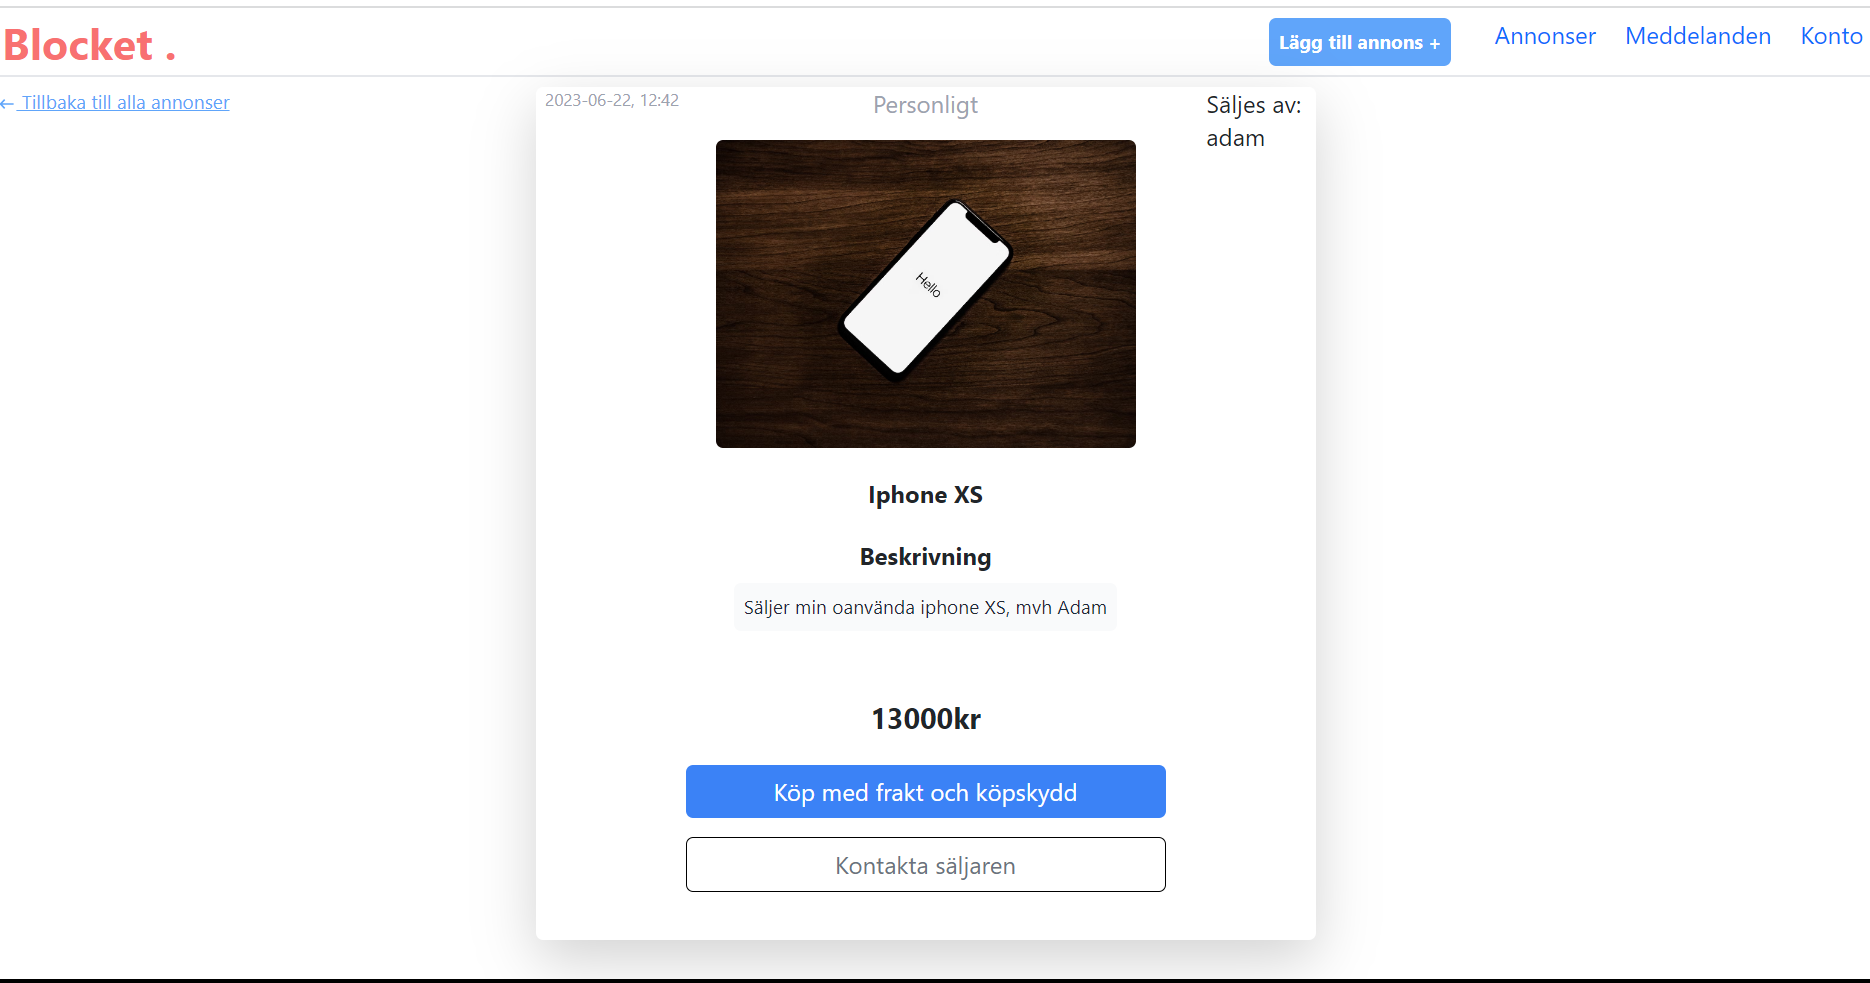 Blocket .
Lägg till annons +
Annonser
Meddelanden
Konto
← Tillbaka till alla annonser
2023-06-22, 12:42
Personligt
Säljes av:
adam
Hello
Iphone XS
Beskrivning
Säljer min oanvända iphone XS, mvh Adam
13000kr
Köp med frakt och köpskydd
Kontakta säljaren